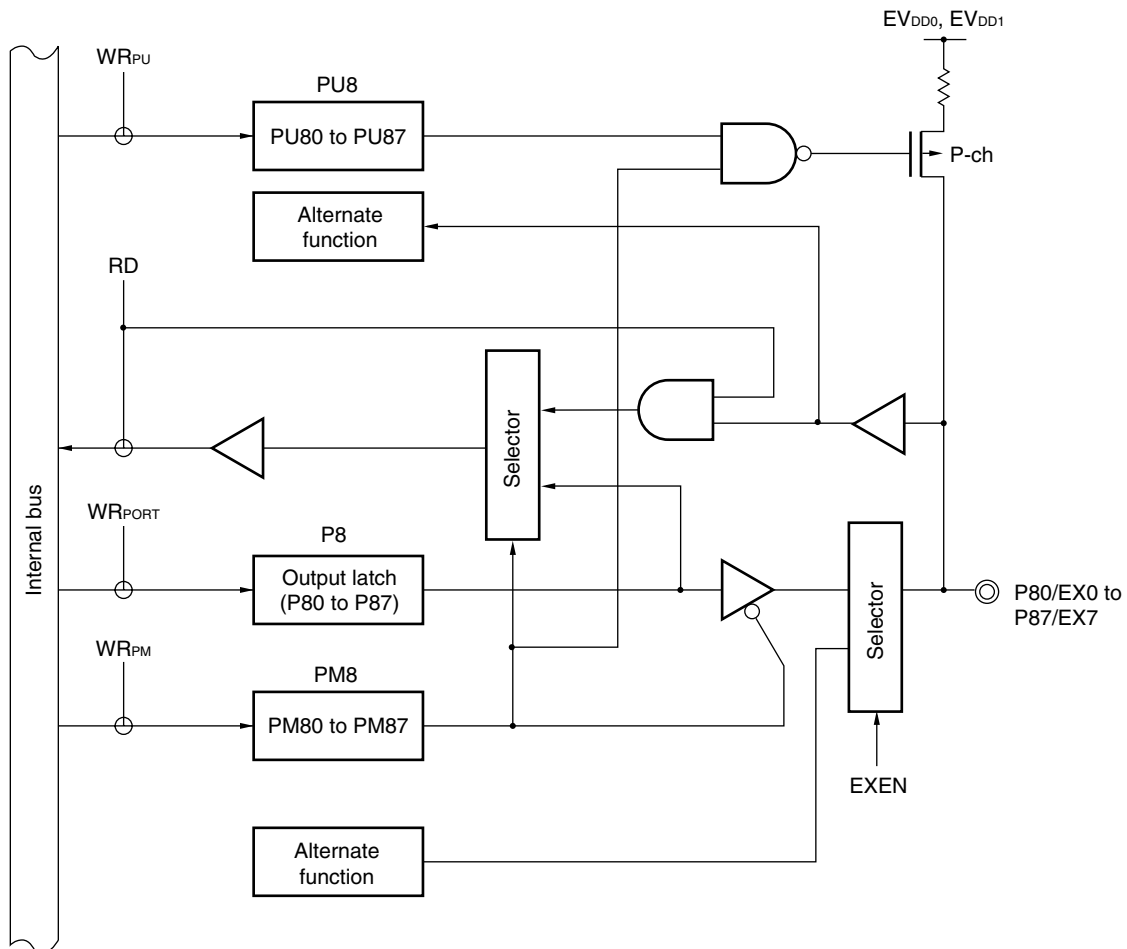 EVDD0, EVDD1
WRPU
PU8
PU80 to PU87
P-ch
Alternate
function
RD
Selector
Internal bus
WRPORT
P8
Output latch
(P80 to P87)
Selector
P80/EX0 to
P87/EX7
WRPM
PM8
PM80 to PM87
EXEN
Alternate
function